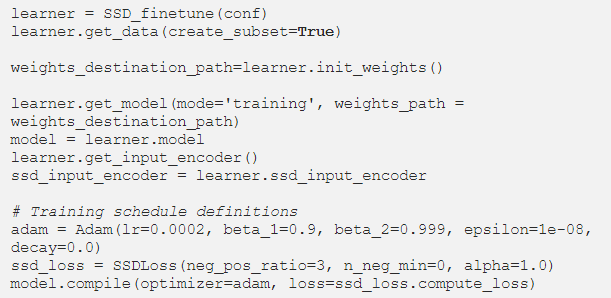 learner = SSD_finetune(conf)
learner.get_data(create_subset=True)
weights_destination_path=learner.init_weights()
learner.get_model(mode='training', weights_path =
weights_destination_path)
model = learner.model
learner.get_input_encoder()
ssd_input_encoder = learner.ssd_input_encoder
# Training schedule definitions
adam = Adam(lr=0.0002, beta_1=0.9, beta_2=0.999, epsilon=1e-08,
decay=0.0)
ssd_loss = SSDLoss(neg_pos_ratio=3, n_neg_min=0, alpha=1.0)
model.compile(optimizer=adam, loss=ssd_loss.compute_loss)